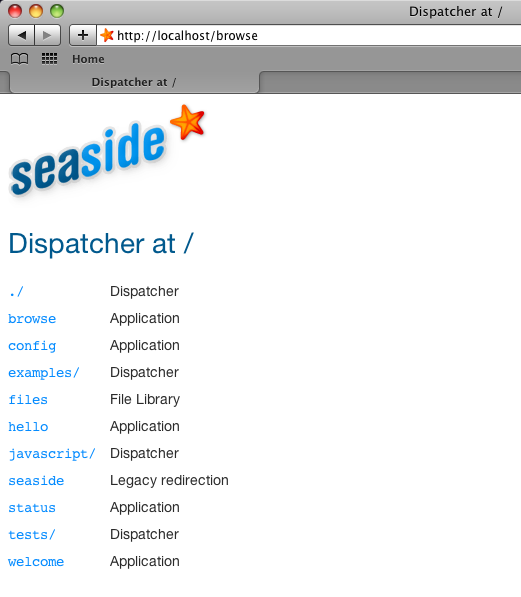 Dispatcher at /
http://localhost/browse
Home
Dispatcher at /
seaside
Dispatcher at /
./ Dispatcher
browse Application
config Application
examples/ Dispatcher
files File Library
hello Application
javascript/ Dispatcher
seaside Legacy redirection
status Application
tests/ Dispatcher
welcome Application